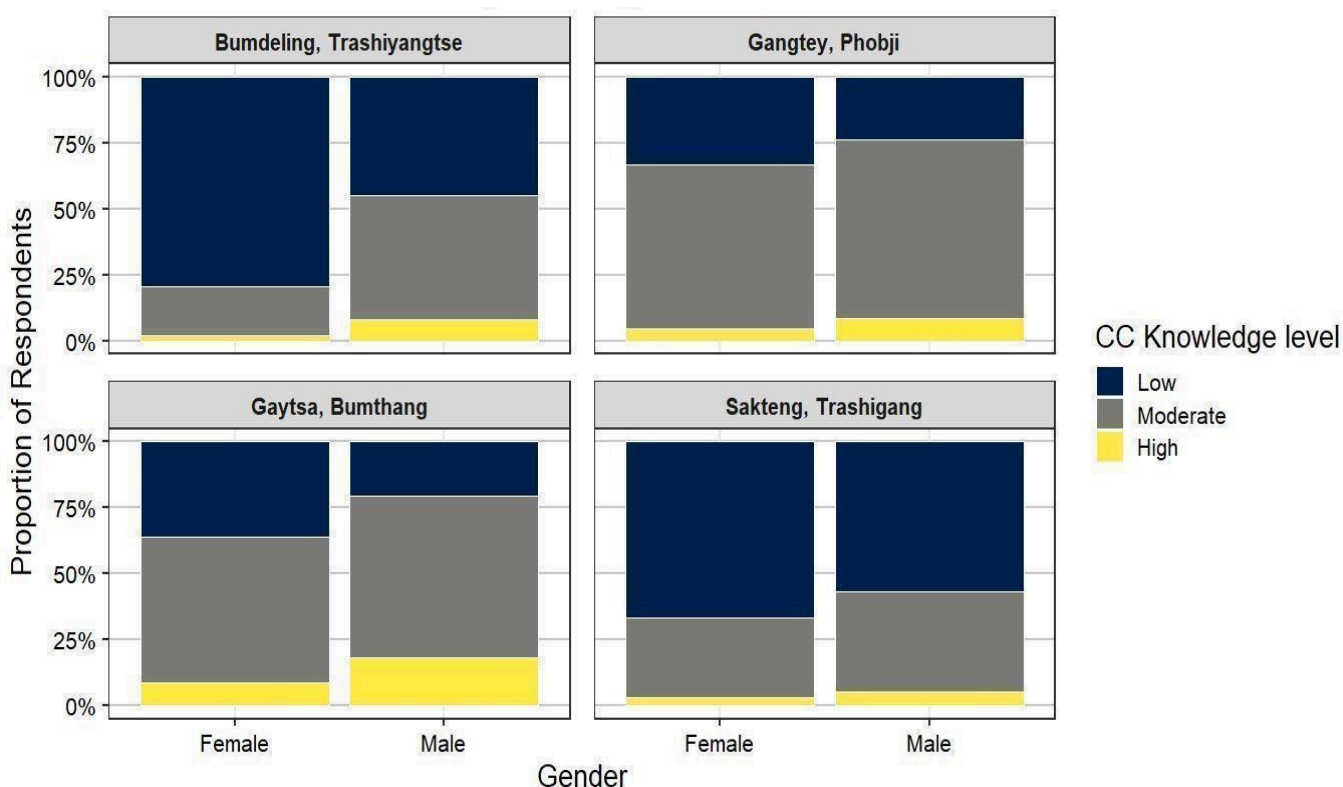 Bumdeling, Trashiyangtse
Gangtey, Phobji
100%
75%
50%
25%
0%
Gaytsa, Bumthang
Sakteng, Trashigang
100%
75%
50%
25%
0%
Female
Male
Female
Male
Gender
Proportion of Respondents
CC Knowledge level
Low
Moderate
High